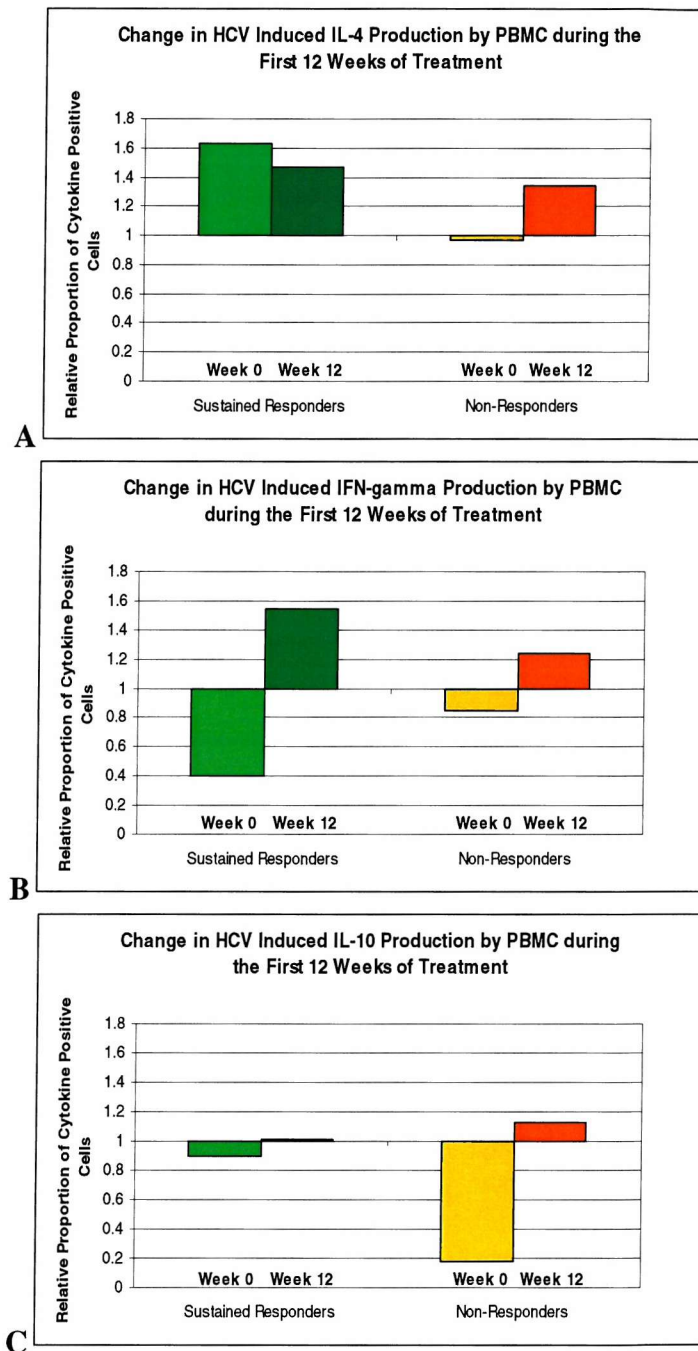 Change in HCV Induced IL-4 Production by PBMC during the
First 12 Weeks of Treatment
Relative Proportion of Cytokine Positive
Cells
1.8
1.6
1.4
1.2
1
0.8
0.6
0.4
0.2
0
Week 0 Week 12
Week 0 Week 12
Sustained Responders
Non-Responders
A
Change in HCV Induced IFN-gamma Production by PBMC
during the First 12 Weeks of Treatment
Relative Proportion of Cytokine Positive
Cells
1.8
1.6
1.4
1.2
1
0.8
0.6
0.4
0.2
0
Week 0 Week 12
Week 0 Week 12
Sustained Responders
Non-Responders
B
Change in HCV Induced IL-10 Production by PBMC during
the First 12 Weeks of Treatment
Relative Proportion of Cytokine Positive
Cells
1.8
1.6
1.4
1.2
1
0.8
0.6
0.4
0.2
0
Week 0 Week 12
Week 0 Week 12
Sustained Responders
Non-Responders
C